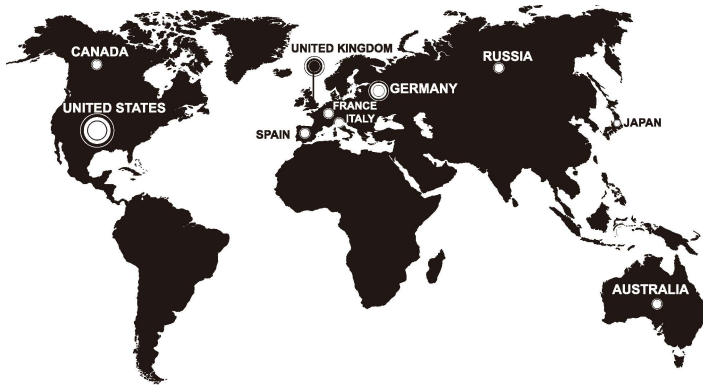 CANADA
UNITED KINGDOM
RUSSIA
GERMANY
UNITED STATES
FRANCE
ITALY
SPAIN
JAPAN
AUSTRALIA